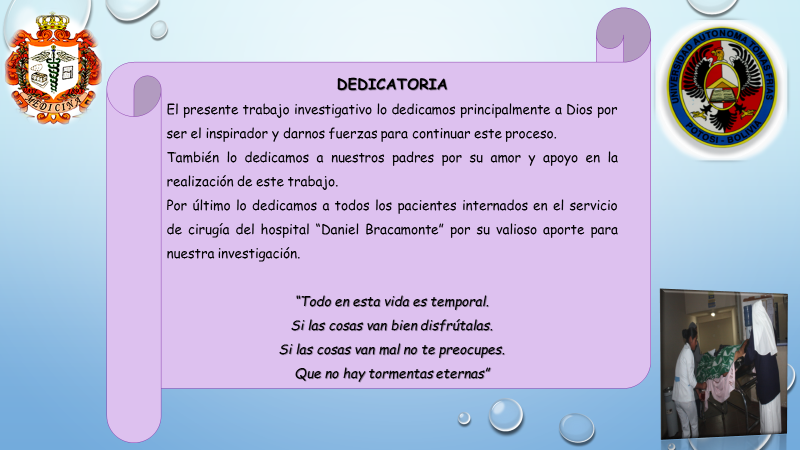 DEDICATORIA
El presente trabajo investigativo lo dedicamos principalmente a Dios por
ser el inspirador y darnos fuerzas para continuar este proceso.
También lo dedicamos a nuestros padres por su amor y apoyo en la
realización de este trabajo.
Por último lo dedicamos a todos los pacientes internados en el servicio
de cirugía del hospital “Daniel Bracamonte” por su valioso aporte para
nuestra investigación.
“Todo en esta vida es temporal.
Si las cosas van bien disfrútalas.
Si las cosas van mal no te preocupes.
Que no hay tormentas eternas”
MEDICINA
UNIVERSIDAD AUTONOMA TOMAS FRIAS
POTOSI - BOLIVIA